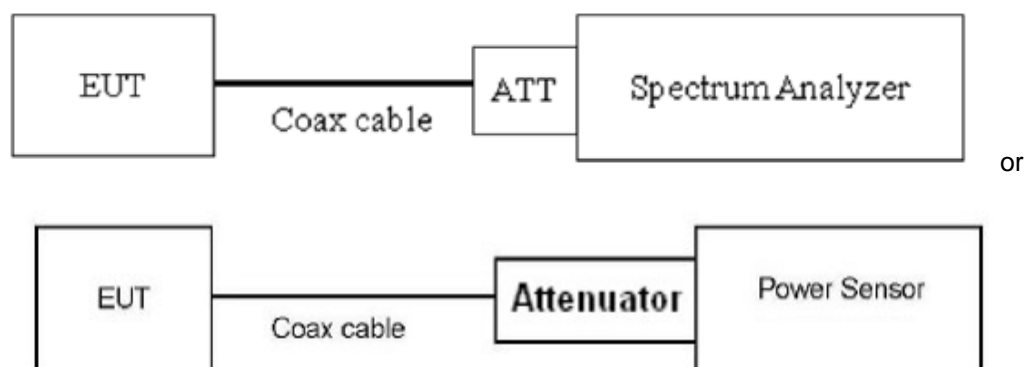 EUT
Coax cable
ATT
Spectrum Analyzer
or
EUT
Coax cable
Attenuator
Power Sensor